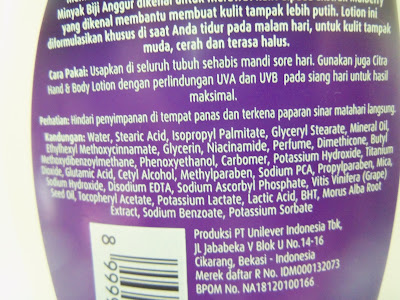 Minyak Biji Anggur dikenal untuk
yang dikenal membantu membuat kulit tampak lebih putih. Lotion ini
diformulasikan khusus di saat Anda tidur pada malam hari, untuk kulit tampak
muda, cerah dan terasa halus.
Cara Pakai: Usapkan di seluruh tubuh sehabis mandi sore hari. Gunakan juga Citra
Hand & Body Lotion dengan perlindungan UVA dan UVB pada siang hari untuk hasil
maksimal.
Perhatian: Hindari penyimpanan di tempat panas dan terkena paparan sinar matahari langsung.
Kandungan: Water, Stearic Acid, Isopropyl Palmitate, Glyceryl Stearate, Mineral Oil,
Ethylhexyl Methoxycinnamate, Glycerin, Niacinamide, Perfume, Dimethicone, Butyl
Methoxydibenzoylmethane, Phenoxyethanol, Carbomer, Potassium Hydroxide, Titanium
Dioxide, Glutamic Acid, Cetyl Alcohol, Methylparaben, Sodium PCA, Propylparaben, Mica,
Sodium Hydroxide, Disodium EDTA, Sodium Ascorbyl Phosphate, Vitis Vinifera (Grape)
Seed Oil, Tocopheryl Acetate, Potassium Lactate, Lactic Acid, BHT, Morus Alba Root
Extract, Sodium Benzoate, Potassium Sorbate
Produksi PT Unilever Indonesia Tbk,
JL Jababeka V Blok U No.14-16
Cikarang, Bekasi - Indonesia
Merek daftar R No. IDM000132073
BPOM No. NA18120100166